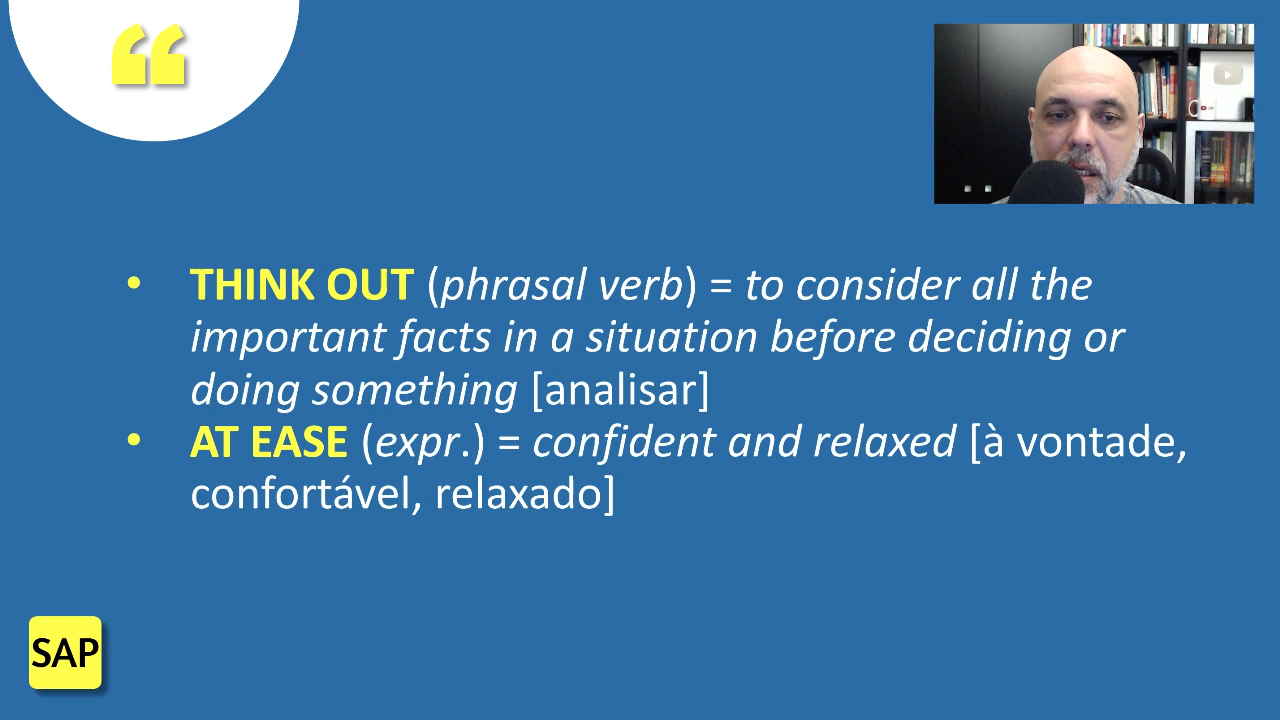 • THINK OUT (phrasal verb) = to consider all the
important facts in a situation before deciding or
doing something [analisar]
• AT EASE (expr.) = confident and relaxed [à vontade,
confortável, relaxado]
SAP